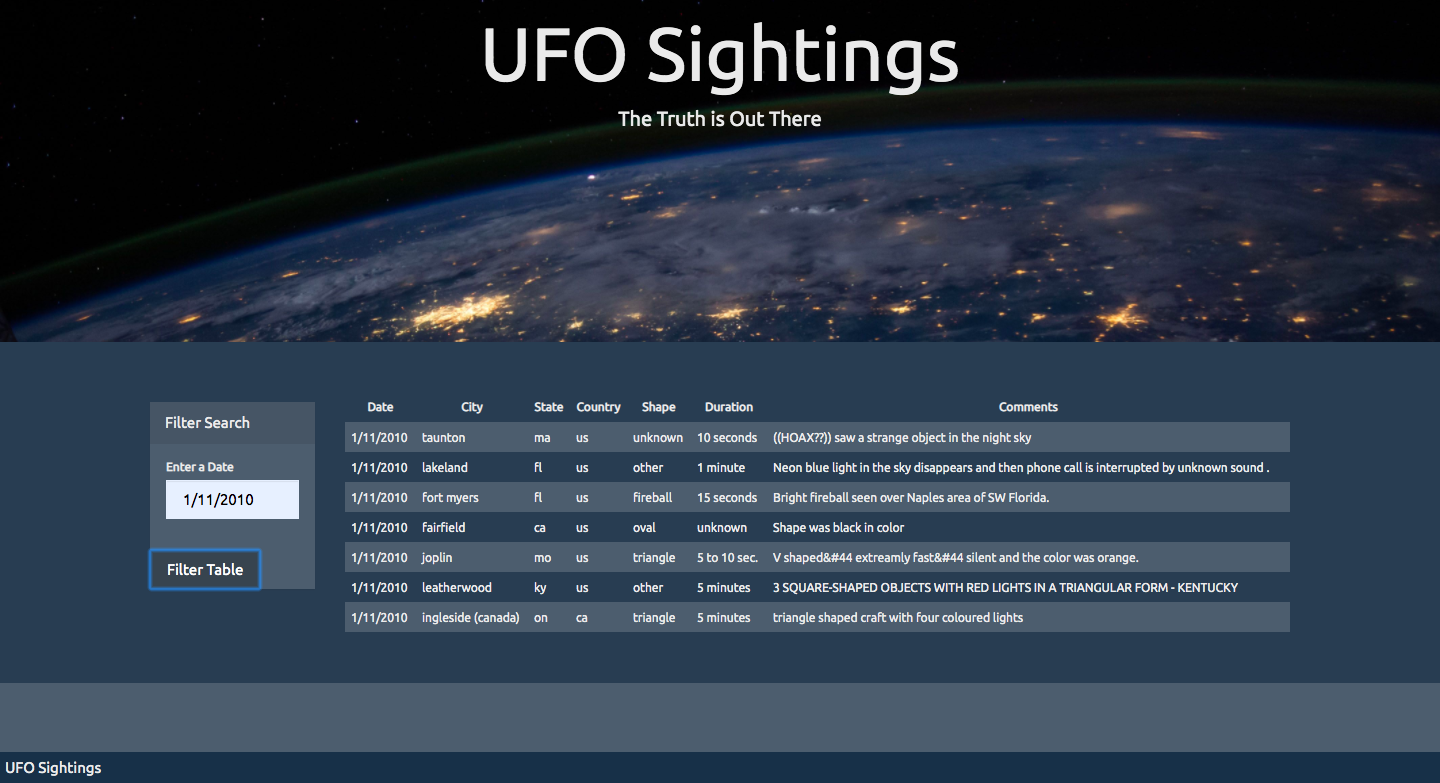 UFO Sightings
The Truth is Out There
Filter Search
Enter a Date
1/11/2010
Filter Table
Date City State Country Shape Duration Comments
1/11/2010 taunton ma us unknown 10 seconds ((HOAX??)) saw a strange object in the night sky
1/11/2010 lakeland fl us other 1 minute Neon blue light in the sky disappears and then phone call is interrupted by unknown sound .
1/11/2010 fort myers fl us fireball 15 seconds Bright fireball seen over Naples area of SW Florida.
1/11/2010 fairfield ca us oval unknown Shape was black in color
1/11/2010 joplin mo us triangle 5 to 10 sec. V shaped&#44 extreamly fast&#44 silent and the color was orange.
1/11/2010 leatherwood ky us other 5 minutes 3 SQUARE-SHAPED OBJECTS WITH RED LIGHTS IN A TRIANGULAR FORM - KENTUCKY
1/11/2010 ingleside (canada) on ca triangle 5 minutes triangle shaped craft with four coloured lights
UFO Sightings